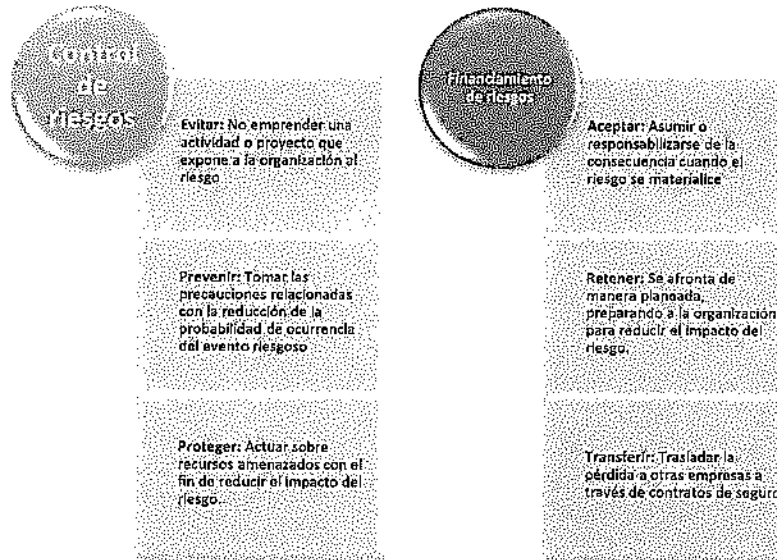 Control
de
riesgos
Evitar: No emprender una
actividad o proyecto que
expone a la organización al
riesgo
Prevenir: Tomar las
precauciones relacionadas
con la reducción de la
probabilidad de ocurrencia
del evento riesgoso
Proteger: Actuar sobre
recursos amenazados con el
fin de reducir el impacto del
riesgo.
Financiamiento
de riesgos
Aceptar: Asumir o
responsabilizarse de la
consecuencia cuando el
riesgo se materialice
Retener: Se afronta de
manera planeada,
preparando a la organización
para reducir el impacto del
riesgo.
Transferir: Trasladar la
pérdida a otras empresas a
través de contratos de seguro